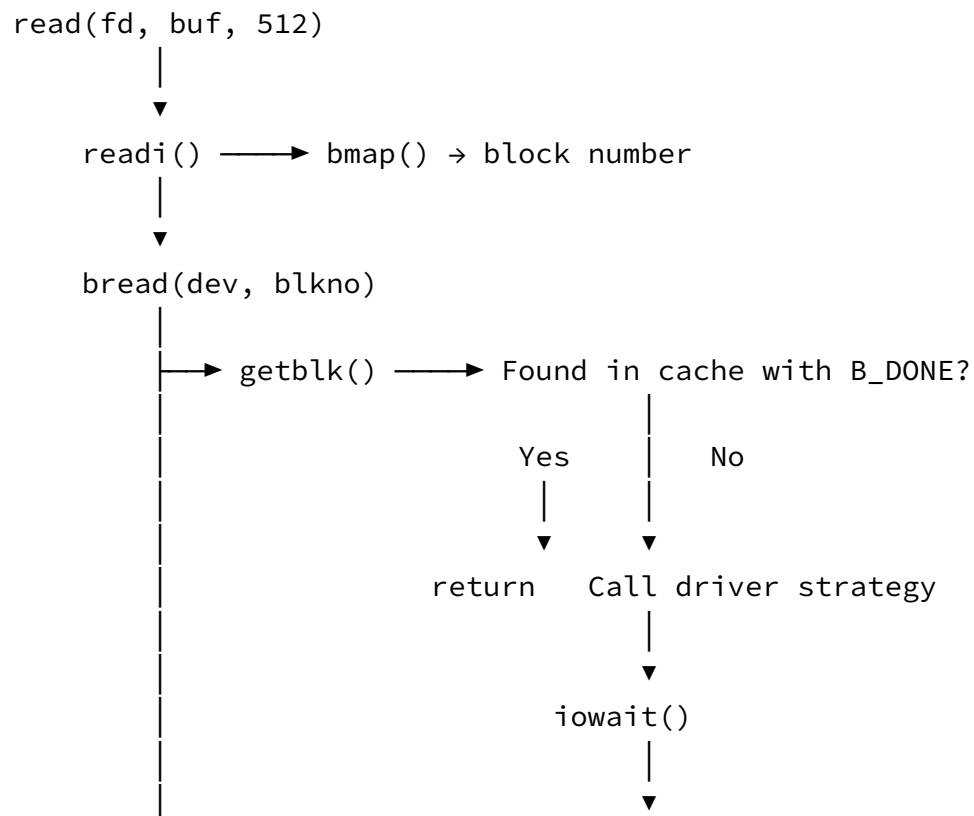 read(fd, buf, 512)
readi() ────► bmap() → block number
bread(dev, blkno)
getblk() ────► Found in cache with B_DONE?
Yes No
return Call driver strategy
iowait()